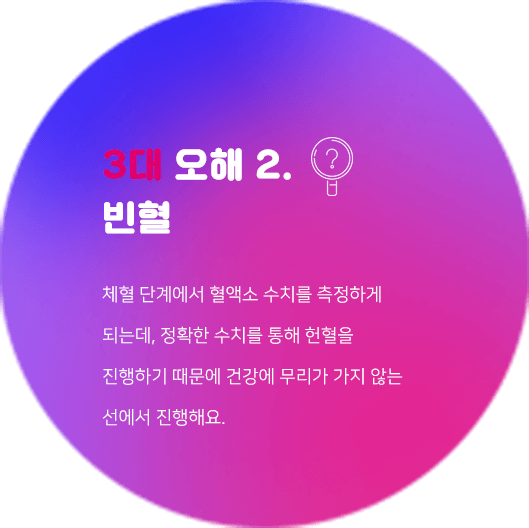 3대 오해 2.
빈혈
체혈 단계에서 혈액소 수치를 측정하게
되는데, 정확한 수치를 통해 헌혈을
진행하기 때문에 건강에 무리가 가지 않는
선에서 진행해요.